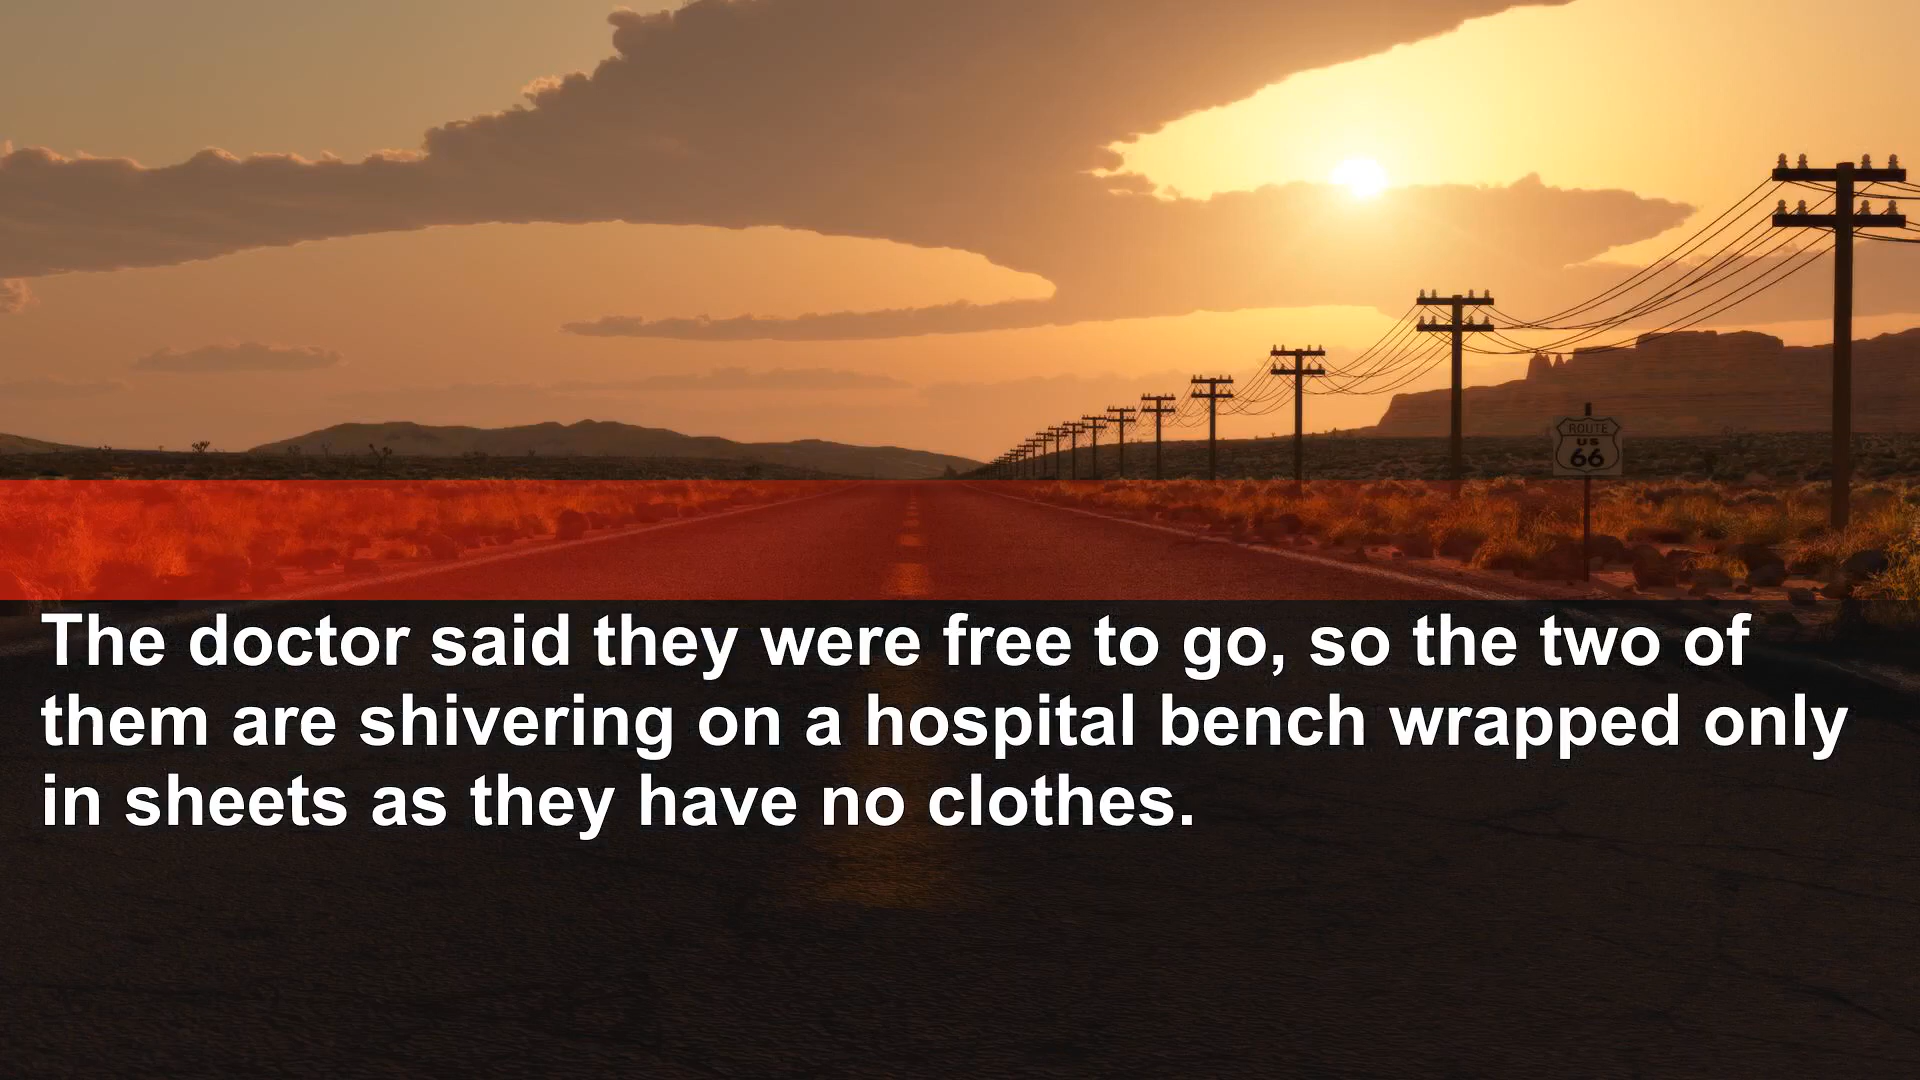 ROUTE
US
66
The doctor said they were free to go, so the two of
them are shivering on a hospital bench wrapped only
in sheets as they have no clothes.